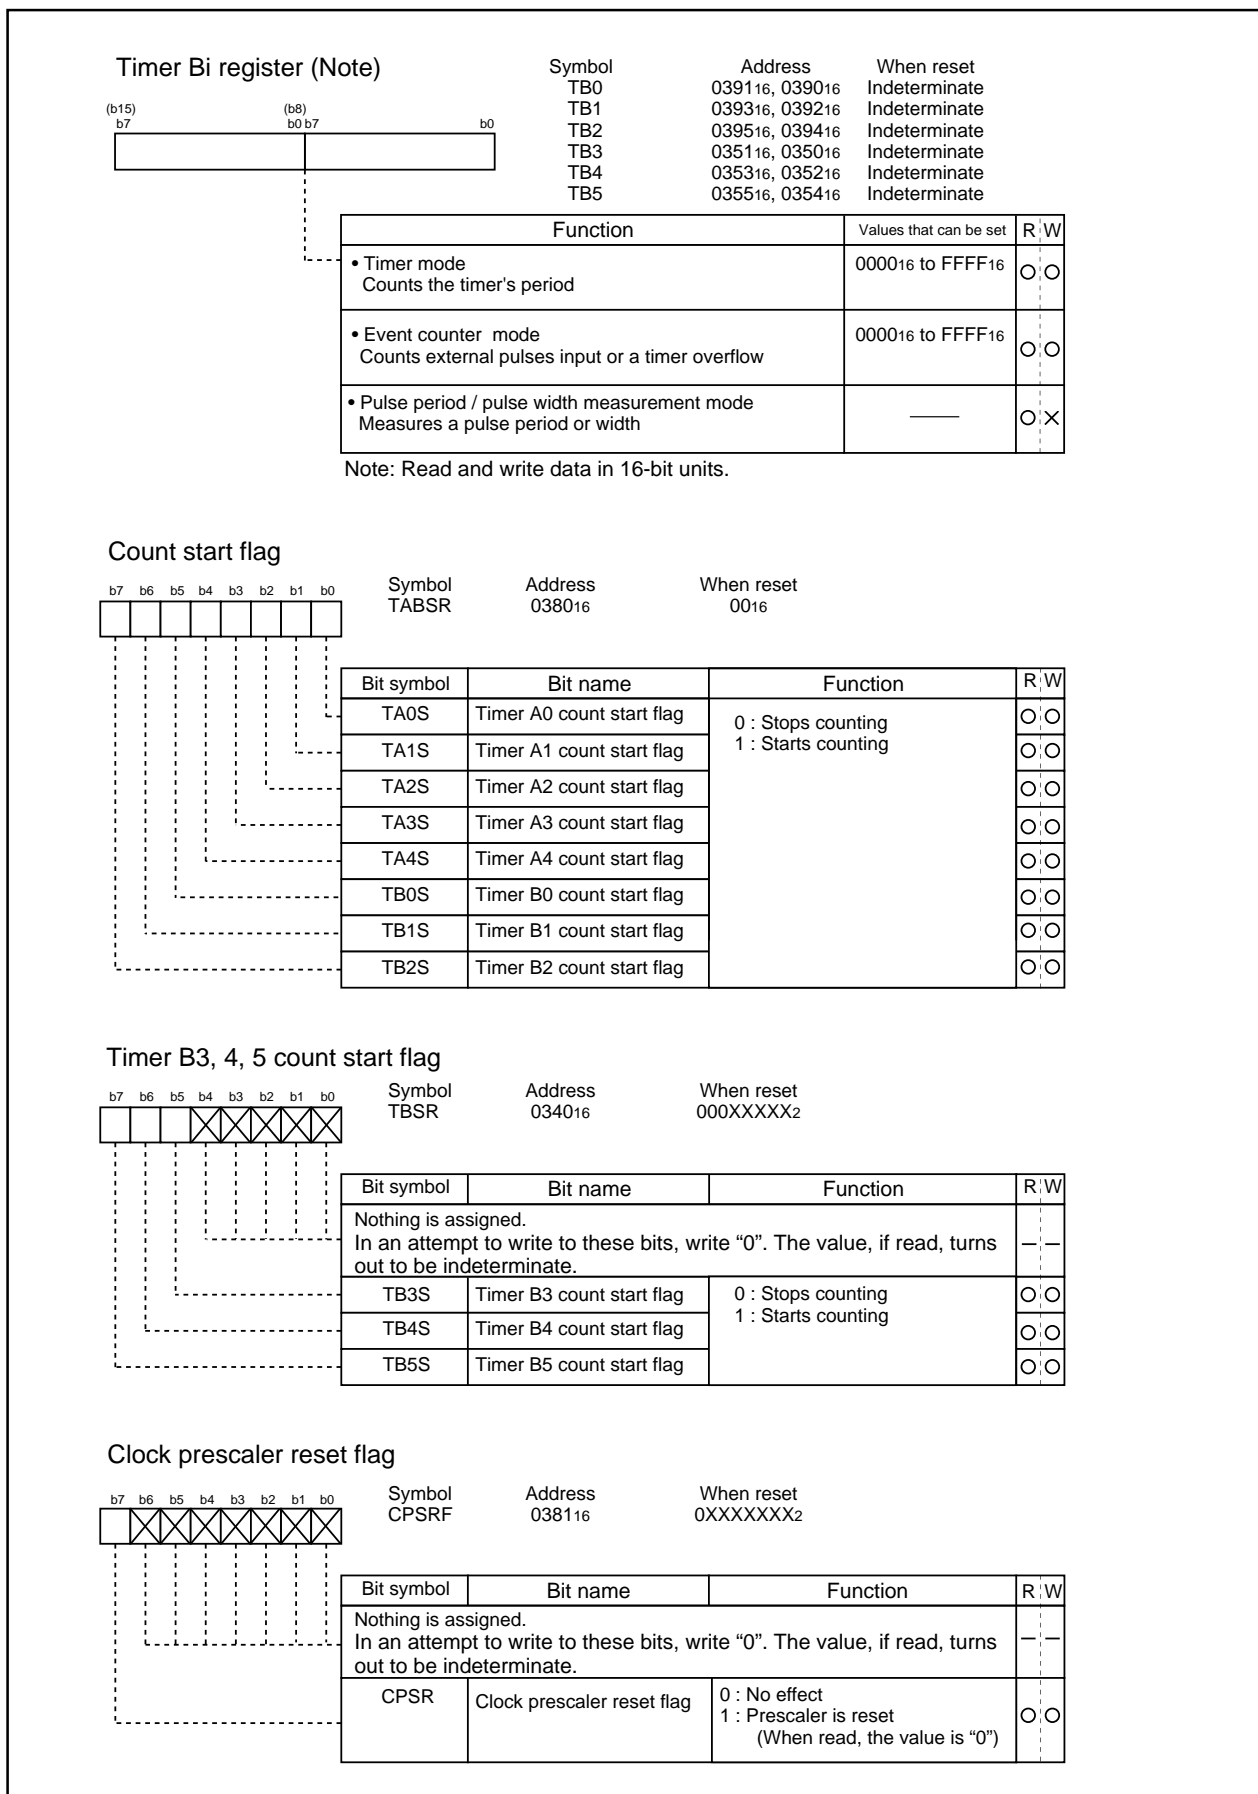 Timer Bi register (Note)
Symbol Address When reset
TB0 039116, 039016 Indeterminate
TB1 039316, 039216 Indeterminate
TB2 039516, 039416 Indeterminate
TB3 035116, 035016 Indeterminate
TB4 035316, 035216 Indeterminate
TB5 035516, 035416 Indeterminate
(b15) (b8)
b7 b0 b7 b0
Function Values that can be set R W
• Timer mode 000016 to FFFF16
Counts the timer's period
• Event counter mode 000016 to FFFF16
Counts external pulses input or a timer overflow
• Pulse period / pulse width measurement mode
Measures a pulse period or width
Note: Read and write data in 16-bit units.
Count start flag
b7 b6 b5 b4 b3 b2 b1 b0
Symbol Address When reset
TABSR 038016 0016
Bit symbol Bit name Function R W
TA0S Timer A0 count start flag 0 : Stops counting
TA1S Timer A1 count start flag 1 : Starts counting
TA2S Timer A2 count start flag
TA3S Timer A3 count start flag
TA4S Timer A4 count start flag
TB0S Timer B0 count start flag
TB1S Timer B1 count start flag
TB2S Timer B2 count start flag
Timer B3, 4, 5 count start flag
b7 b6 b5 b4 b3 b2 b1 b0
Symbol Address When reset
TBSR 034016 000XXXXX2
Bit symbol Bit name Function R W
Nothing is assigned.
In an attempt to write to these bits, write “0”. The value, if read, turns
out to be indeterminate.
TB3S Timer B3 count start flag 0 : Stops counting
TB4S Timer B4 count start flag 1 : Starts counting
TB5S Timer B5 count start flag
Clock prescaler reset flag
b7 b6 b5 b4 b3 b2 b1 b0
Symbol Address When reset
CPSRF 038116 0XXXXXXX2
Bit symbol Bit name Function R W
Nothing is assigned.
In an attempt to write to these bits, write “0”. The value, if read, turns
out to be indeterminate.
CPSR Clock prescaler reset flag 0 : No effect
1 : Prescaler is reset
(When read, the value is “0”)